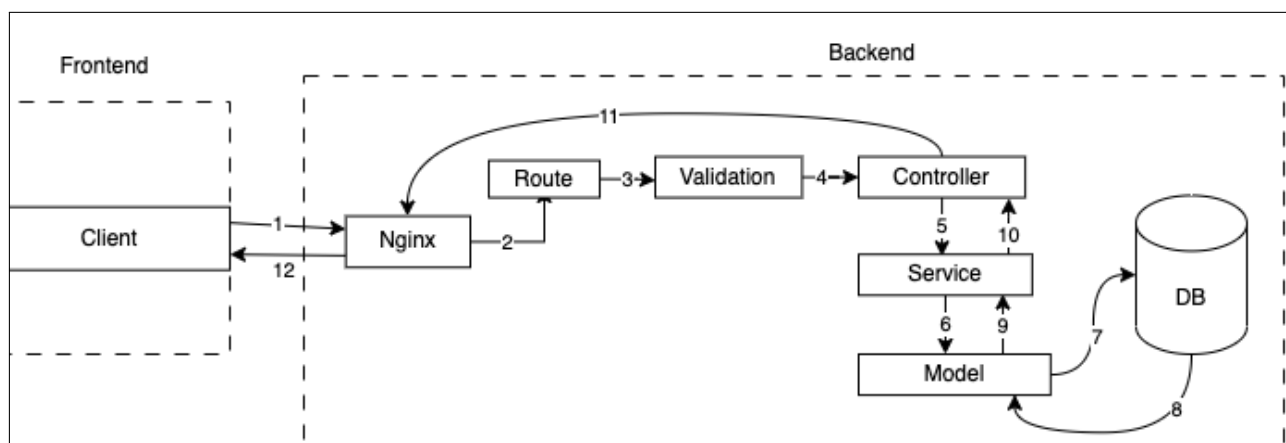 Frontend
Backend
Client
1
12
Nginx
2
Route
3
Validation
4
Controller
11
5
10
Service
6
9
Model
7
8
DB